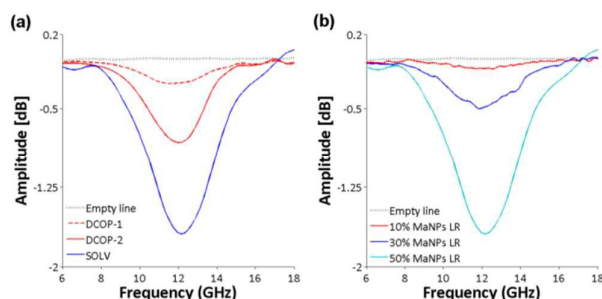 (a)
Amplitude [dB]
0.2
-0.5
-1.25
-2
Empty line
DCOP-1
DCOP-2
SOLV
6 8 10 12 14 16 18
Frequency (GHz)
(b)
Amplitude [dB]
0.2
-0.5
-1.25
-2
Empty line
10% MaNPs LR
30% MaNPs LR
50% MaNPs LR
6 8 10 12 14 16 18
Frequency (GHz)